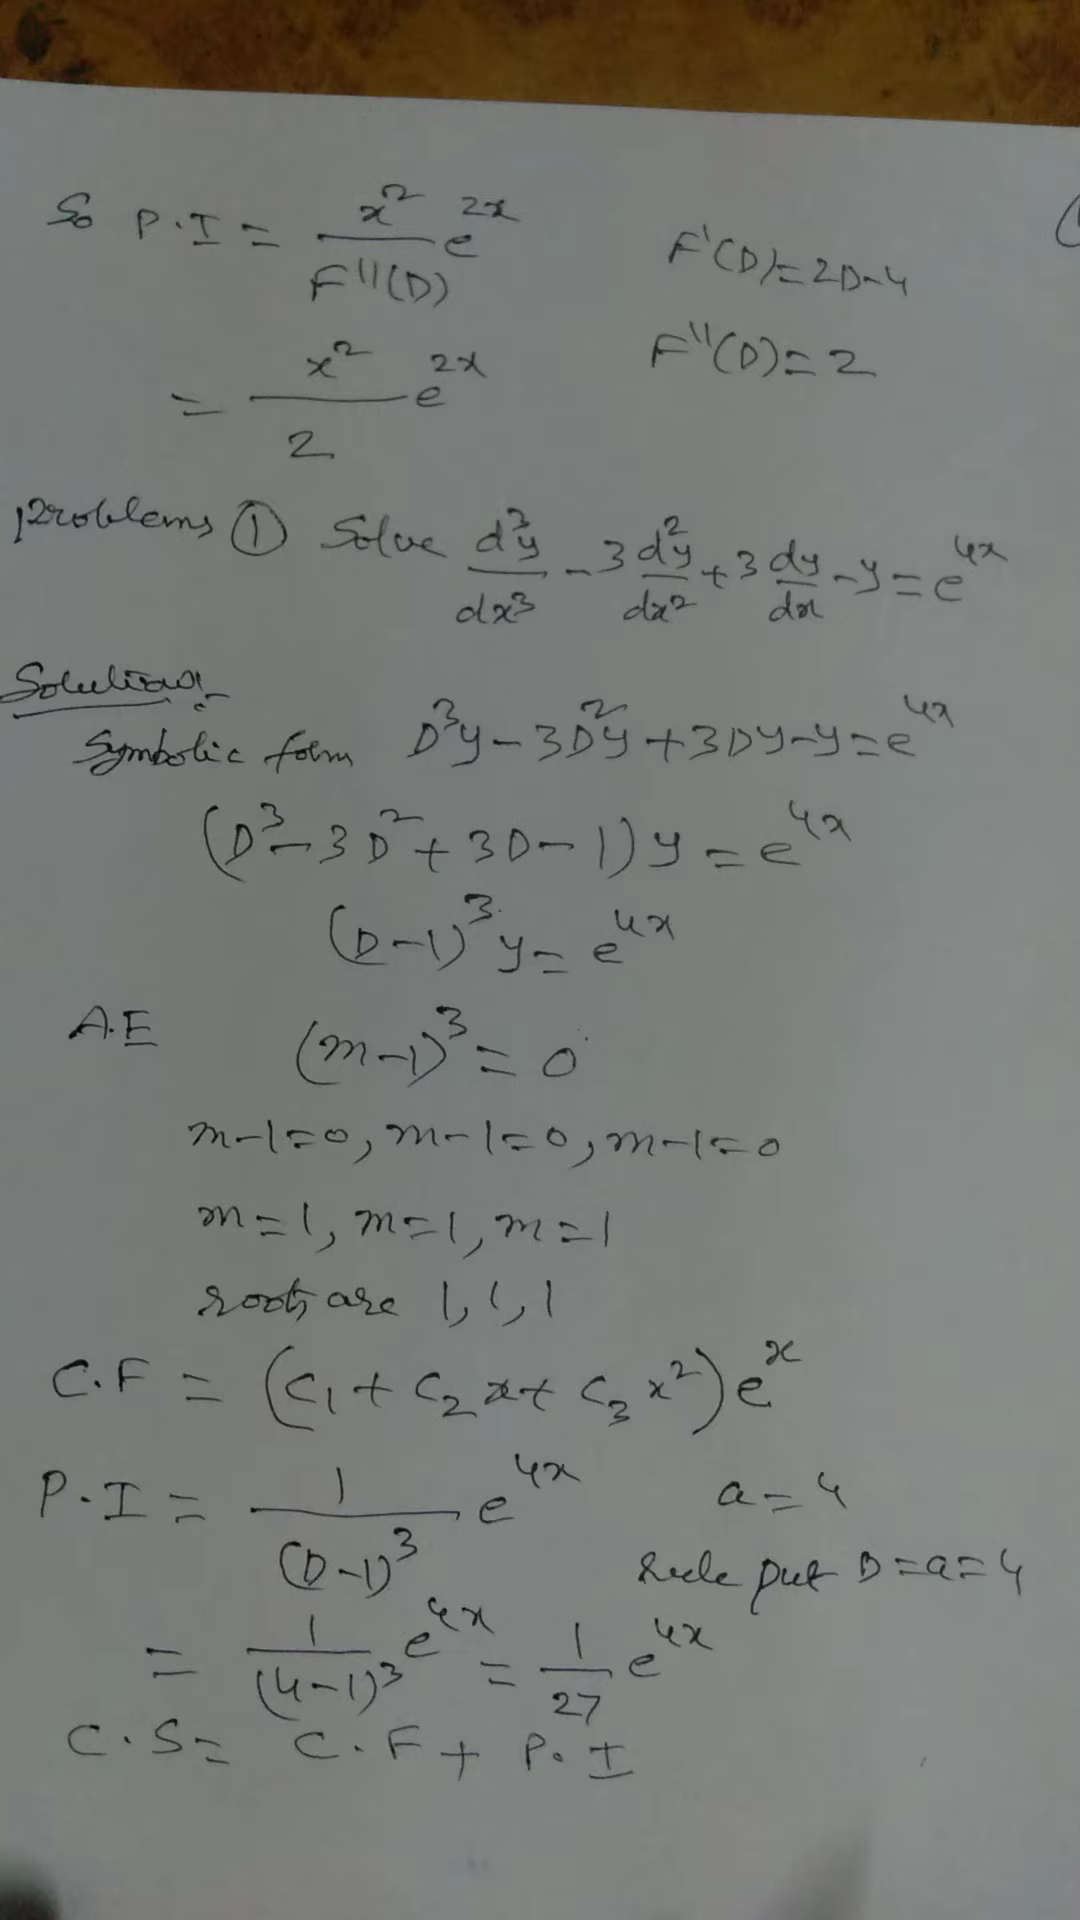 So P.I = x²/F''(D) e^2x    F'(D)=2D-4
= x²/2 e^2x    F''(D)=2
Problems ① Solve d³y/dx³ - 3 d²y/dx² + 3 dy/dx - y = e^4x
Solution:-
Symbolic form D³y - 3D²y + 3Dy - y = e^4x
(D³ - 3D² + 3D - 1) y = e^4x
(D-1)³ y = e^4x
A.E (m-1)³ = 0
m-1=0, m-1=0, m-1=0
m=1, m=1, m=1
roots are 1, 1, 1
C.F = (C₁ + C₂ x + C₃ x²) e^x
P.I = 1/(D-1)³ e^4x    a = 4
Rule put D=a=4
= 1/(4-1)³ e^4x = 1/27 e^4x
C.S = C.F + P.I